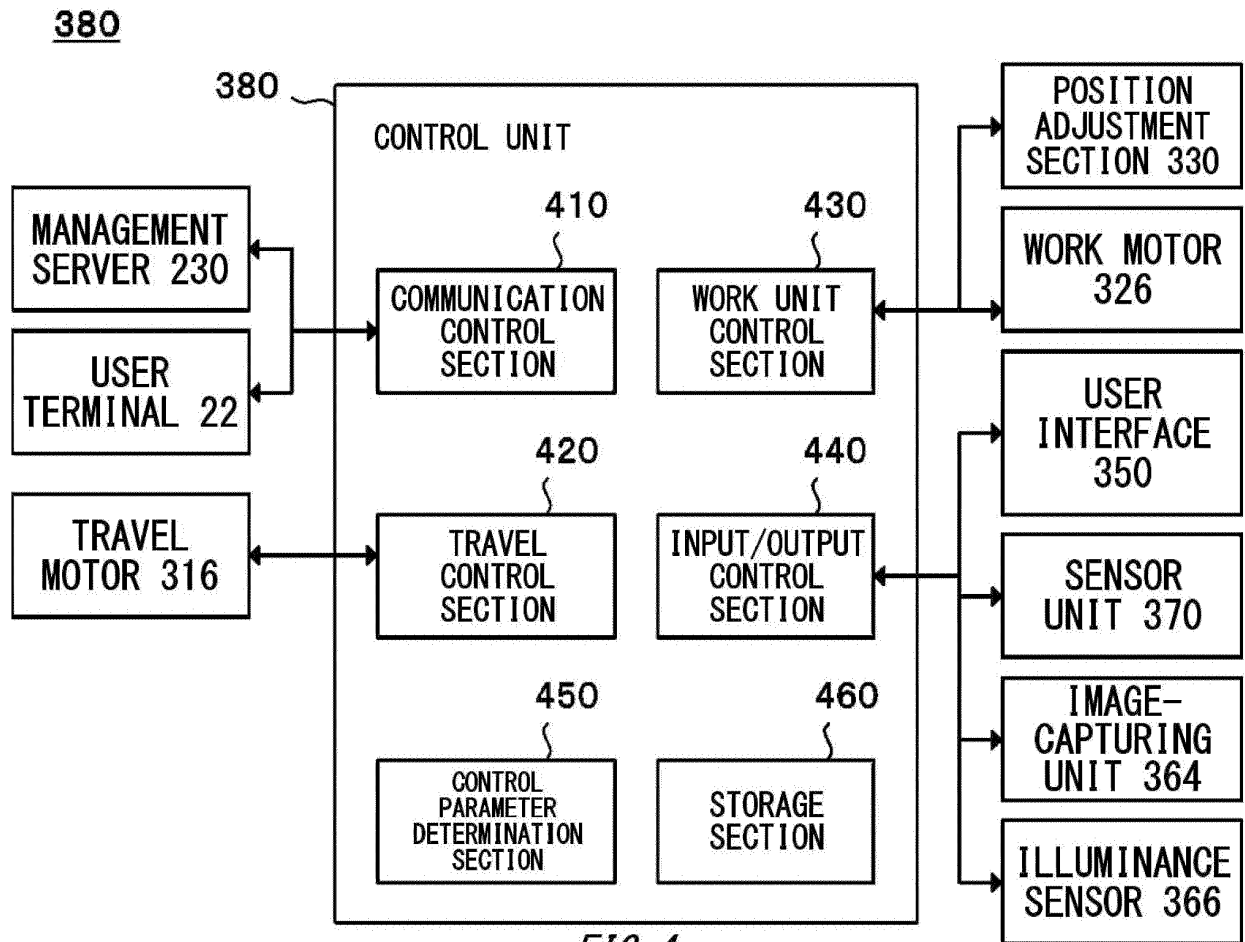 380
380
CONTROL UNIT
MANAGEMENT
SERVER 230
USER
TERMINAL 22
TRAVEL
MOTOR 316
410
COMMUNICATION
CONTROL
SECTION
430
WORK UNIT
CONTROL
SECTION
420
TRAVEL
CONTROL
SECTION
440
INPUT/OUTPUT
CONTROL
SECTION
450
CONTROL
PARAMETER
DETERMINATION
SECTION
460
STORAGE
SECTION
POSITION
ADJUSTMENT
SECTION 330
WORK MOTOR
326
USER
INTERFACE
350
SENSOR
UNIT 370
IMAGE-
CAPTURING
UNIT 364
ILLUMINANCE
SENSOR 366